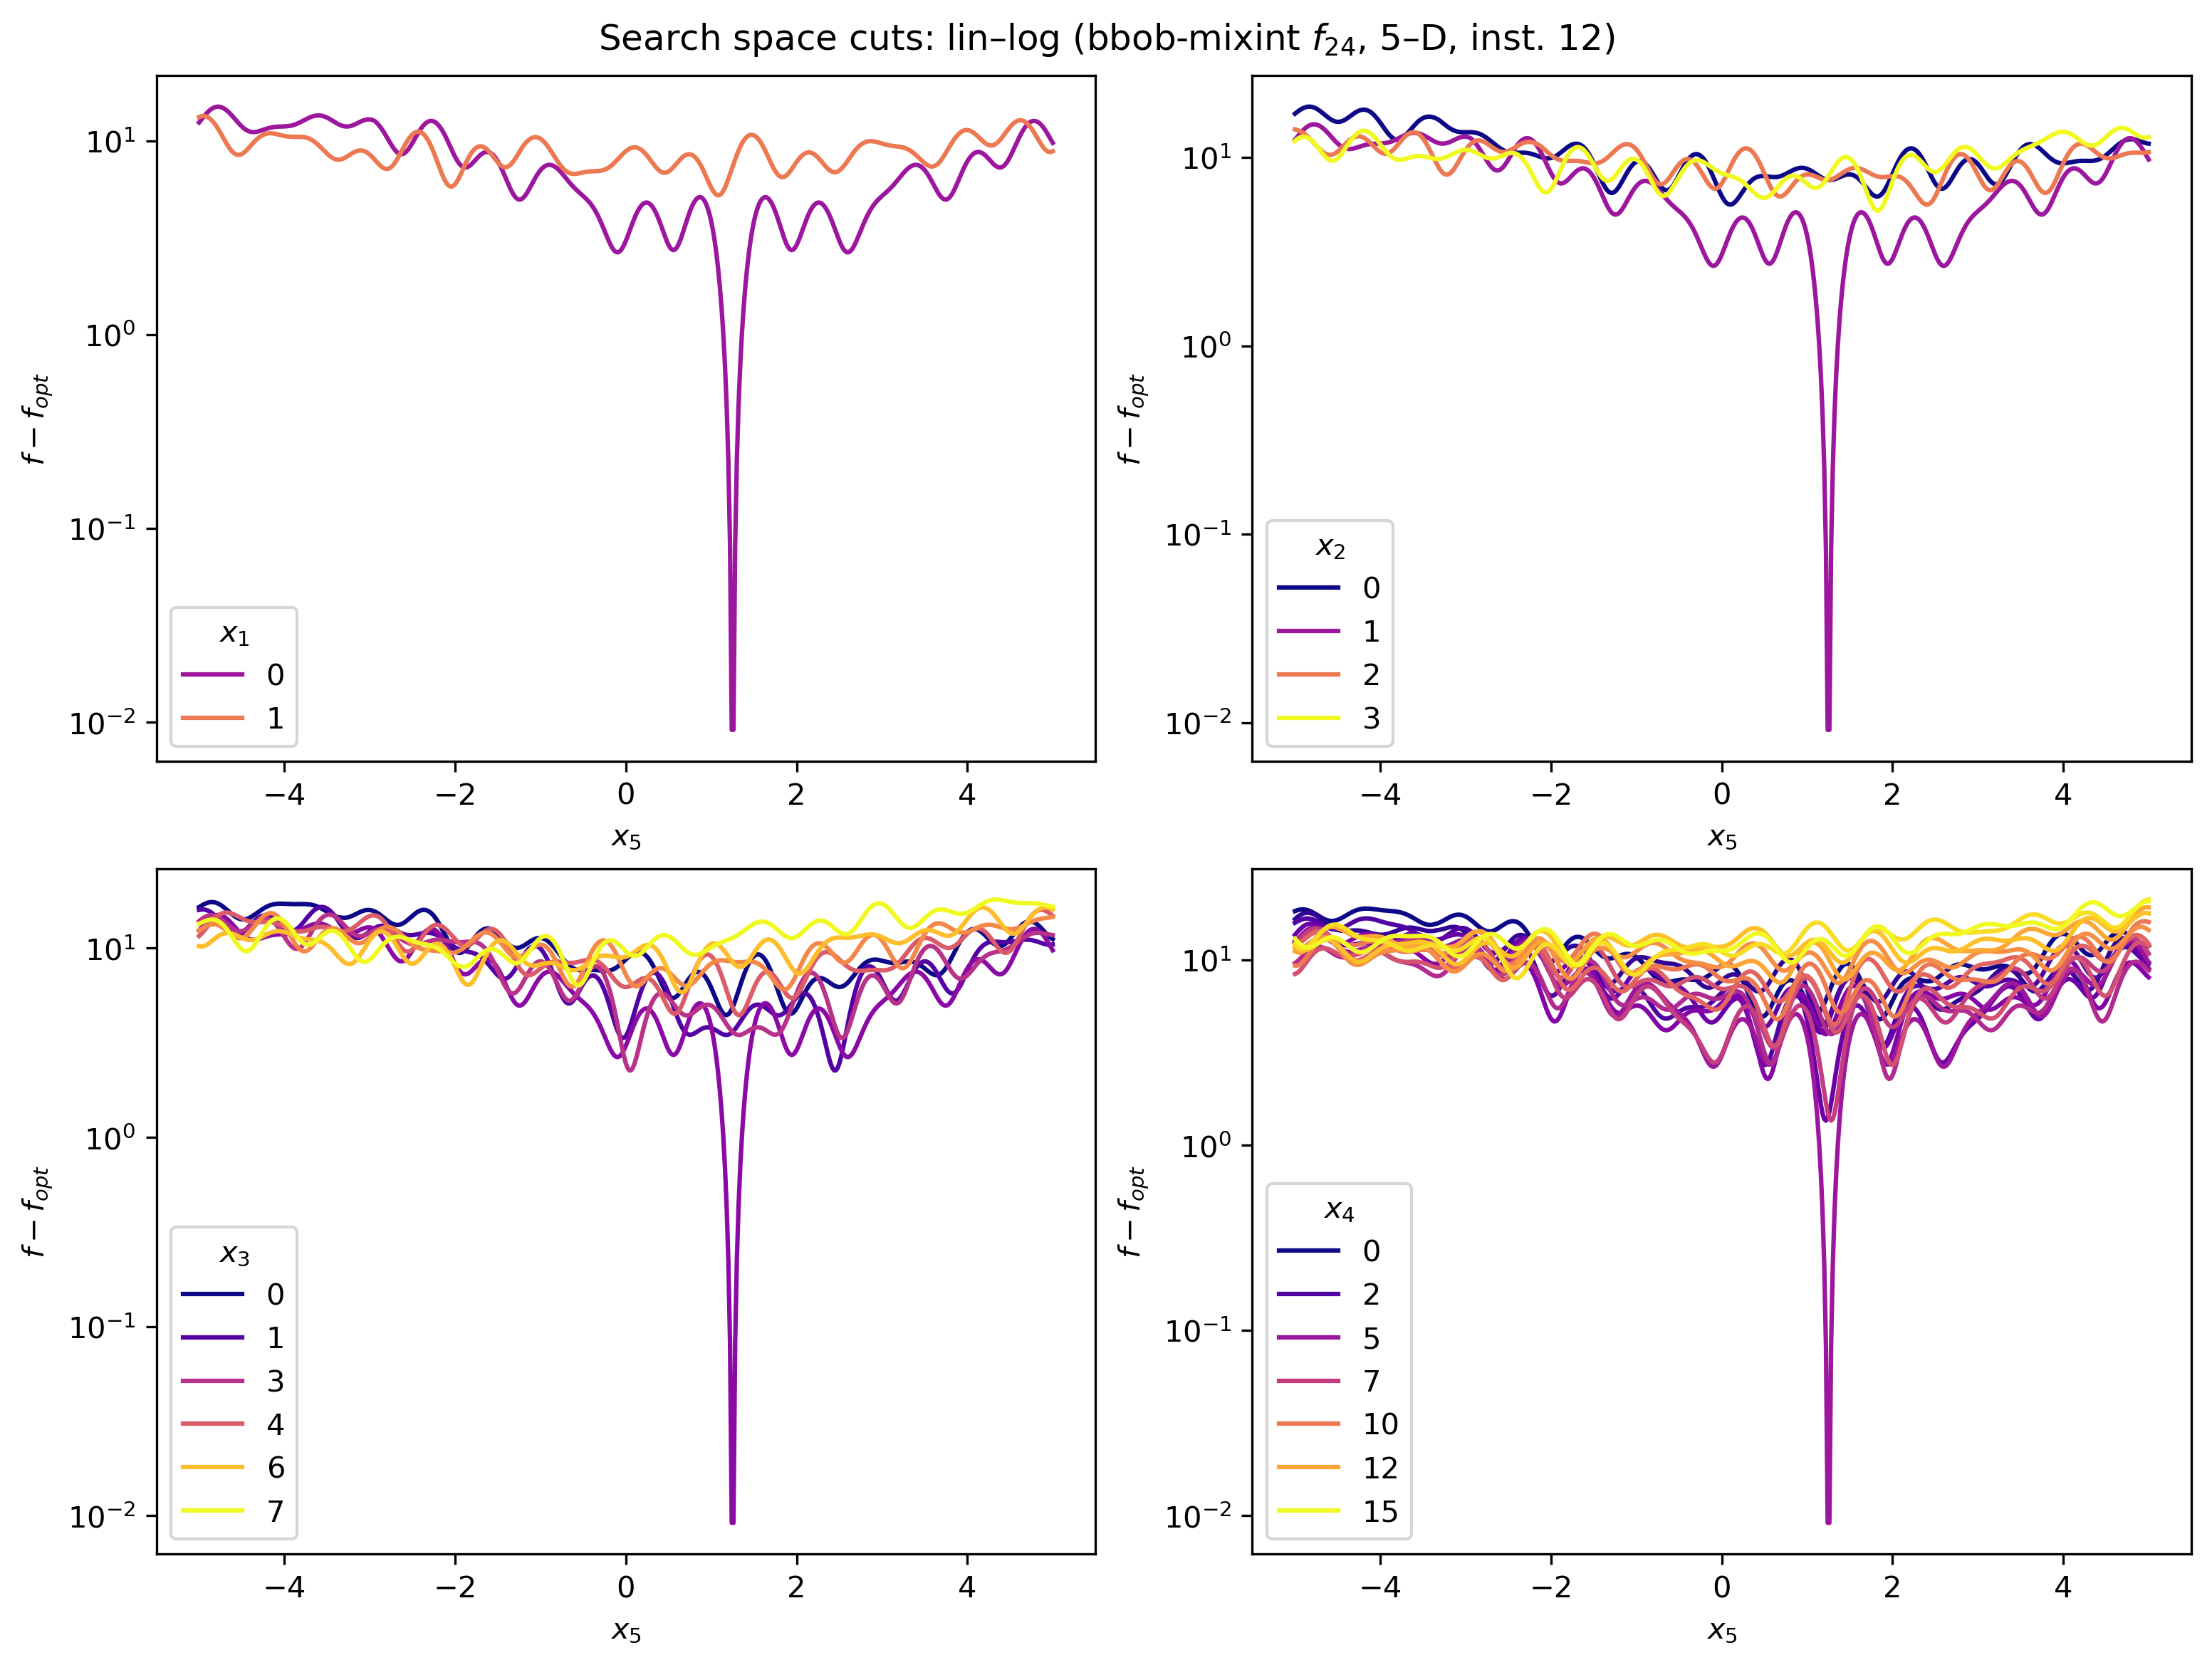 Search space cuts: lin–log (bbob-mixint f24, 5–D, inst. 12)
10^1
10^0
10^−1
10^−2
f − f_opt
x1
0
1
−4 −2 0 2 4
x5
10^1
10^0
10^−1
10^−2
f − f_opt
x2
0
1
2
3
−4 −2 0 2 4
x5
10^1
10^0
10^−1
10^−2
f − f_opt
x3
0
1
3
4
6
7
−4 −2 0 2 4
x5
10^1
10^0
10^−1
10^−2
f − f_opt
x4
0
2
5
7
10
12
15
−4 −2 0 2 4
x5